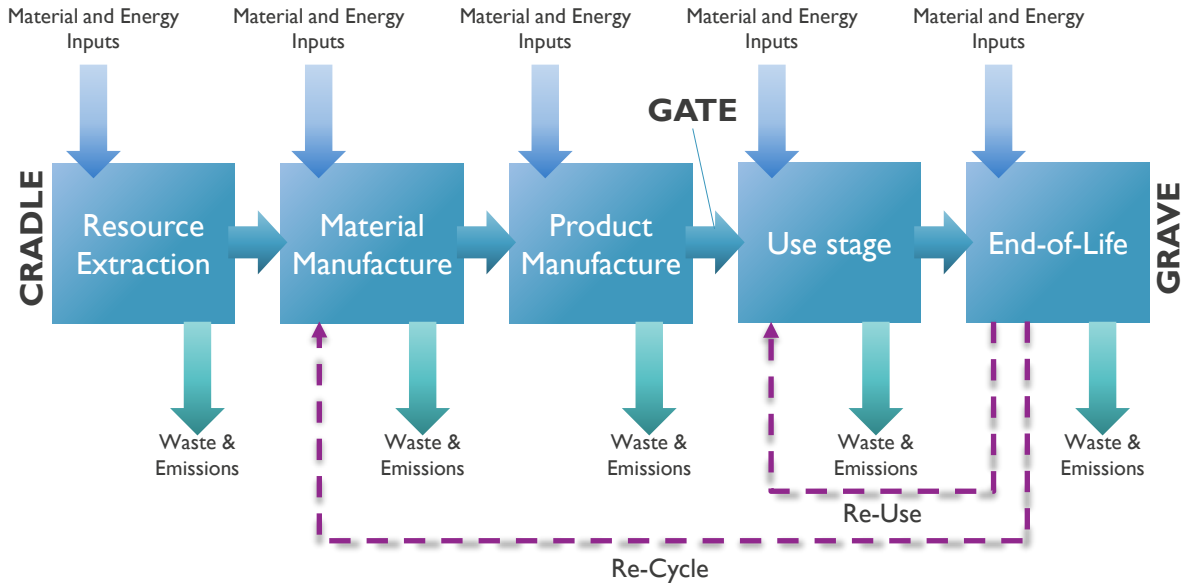 Material and Energy
Inputs
Material and Energy
Inputs
Material and Energy
Inputs
Material and Energy
Inputs
Material and Energy
Inputs
GATE
CRADLE
Resource
Extraction
Material
Manufacture
Product
Manufacture
Use stage
End-of-Life
GRAVE
Waste &
Emissions
Waste &
Emissions
Waste &
Emissions
Waste &
Emissions
Waste &
Emissions
Re-Use
Re-Cycle